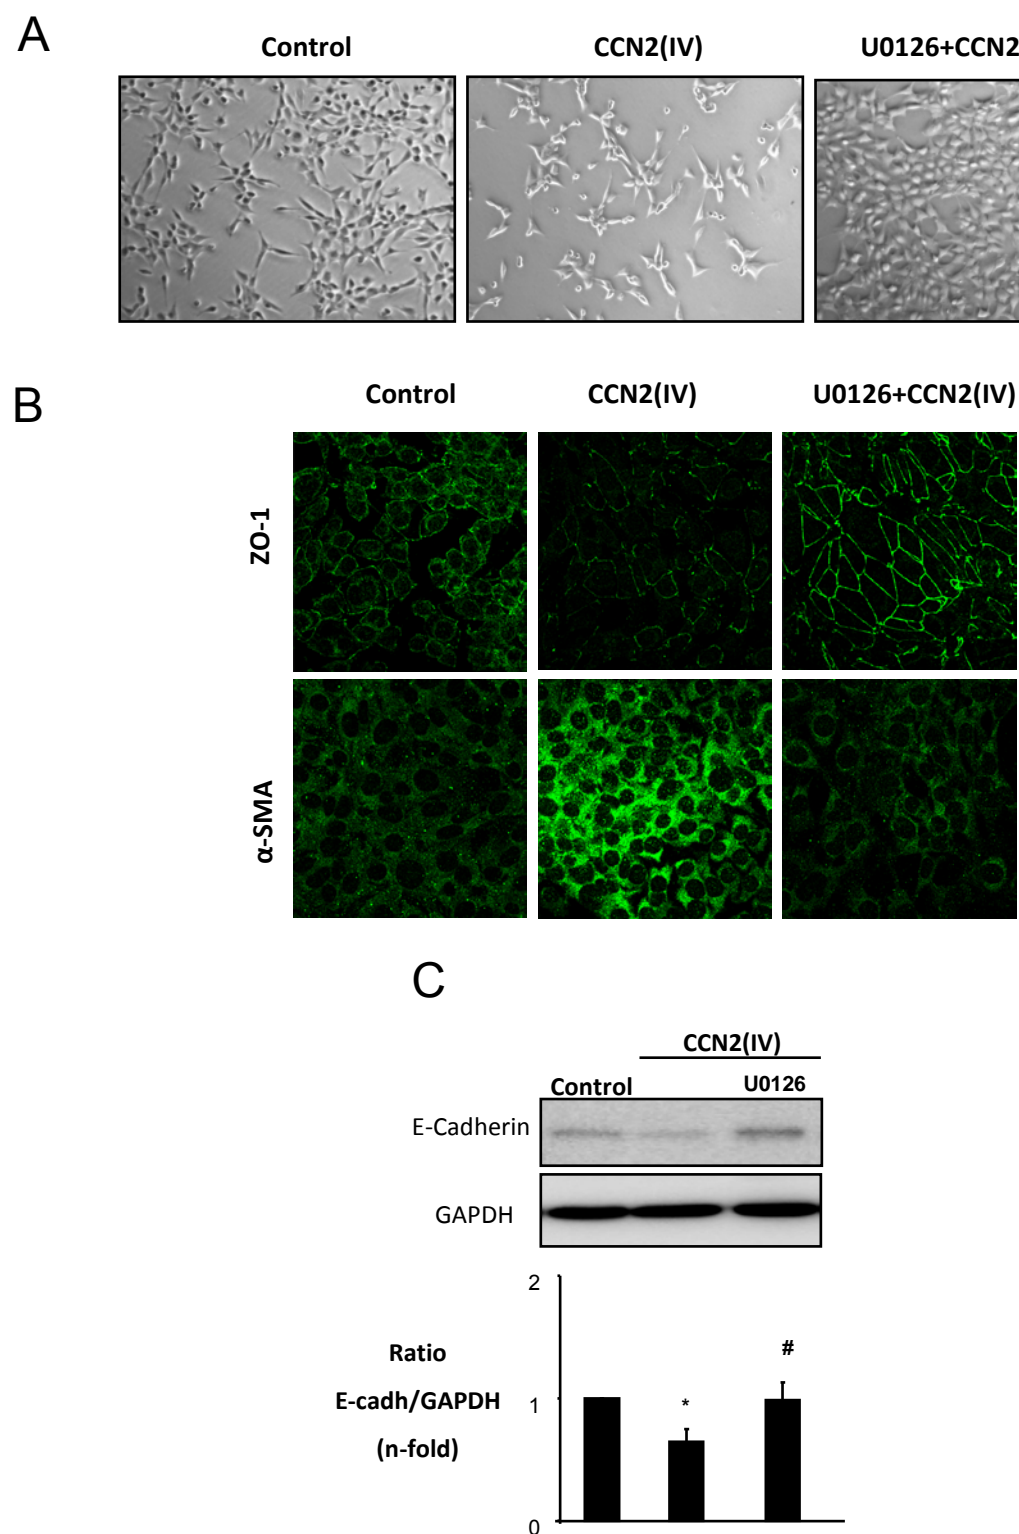 A
Control CCN2(IV) U0126+CCN2
B
Control CCN2(IV) U0126+CCN2(IV)
ZO-1
α-SMA
C
CCN2(IV)
Control U0126
E-Cadherin
GAPDH
2
#
Ratio
E-cadh/GAPDH 1 *
(n-fold)
0